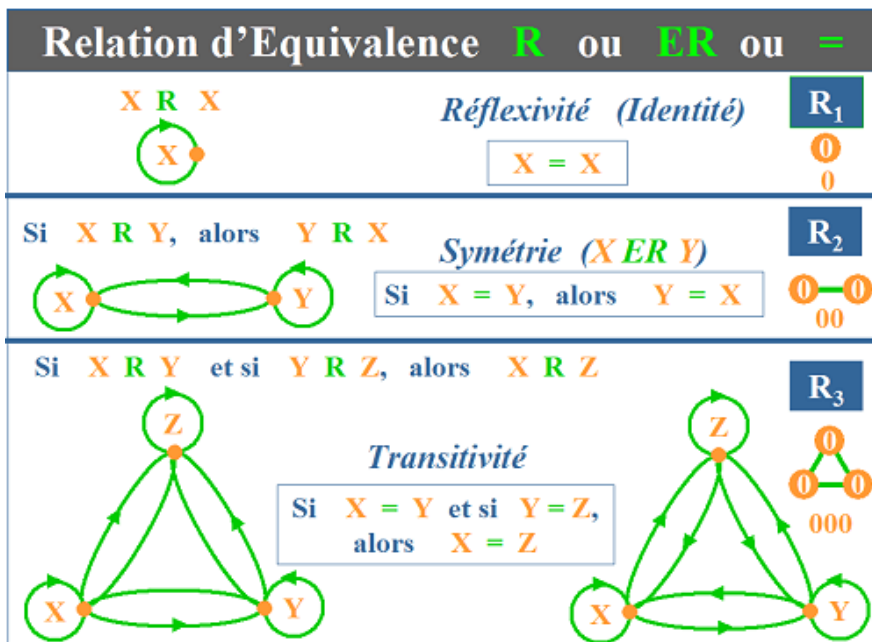 Relation d'Equivalence R ou ER ou =
X R X
X
Réflexivité (Identité)
X = X
R1
0
0
Si X R Y, alors Y R X
X
Y
Symétrie (X ER Y)
Si X = Y, alors Y = X
R2
0 0
00
Si X R Y et si Y R Z, alors X R Z
Z
X
Y
Transitivité
Si X = Y et si Y = Z,
alors X = Z
Z
X
Y
R3
0
0 0
000